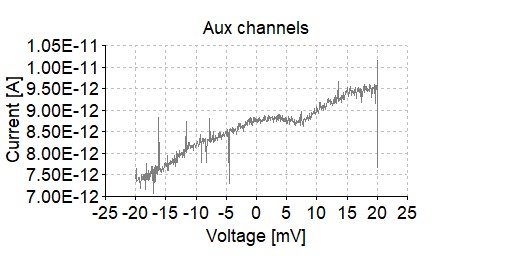 Aux channels
1.05E-11
1.00E-11
9.50E-12
9.00E-12
8.50E-12
8.00E-12
7.50E-12
7.00E-12
Current [A]
-25 -20 -15 -10 -5 0 5 10 15 20 25
Voltage [mV]